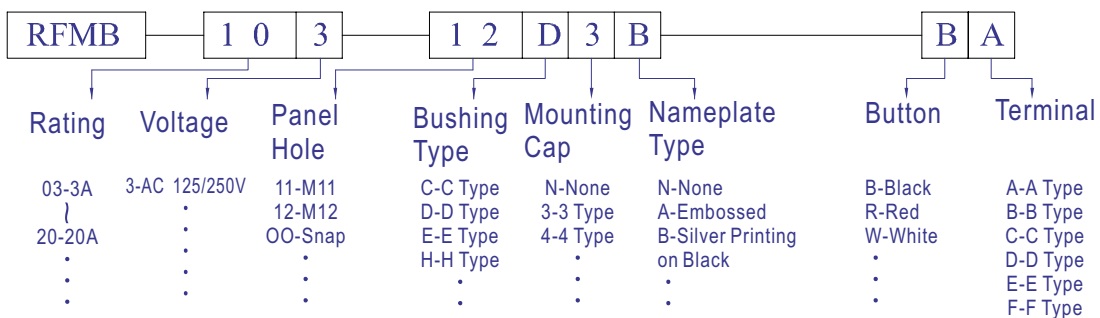 RFMB 1 0 3 1 2 D 3 B B A
Rating
Voltage
Panel
Hole
Bushing
Type
Mounting
Cap
Nameplate
Type
Button
Terminal
03-3A
~
20-20A
3-AC 125/250V
11-M11
12-M12
OO-Snap
C-C Type
D-D Type
E-E Type
H-H Type
N-None
3-3 Type
4-4 Type
N-None
A-Embossed
B-Silver Printing
on Black
B-Black
R-Red
W-White
A-A Type
B-B Type
C-C Type
D-D Type
E-E Type
F-F Type